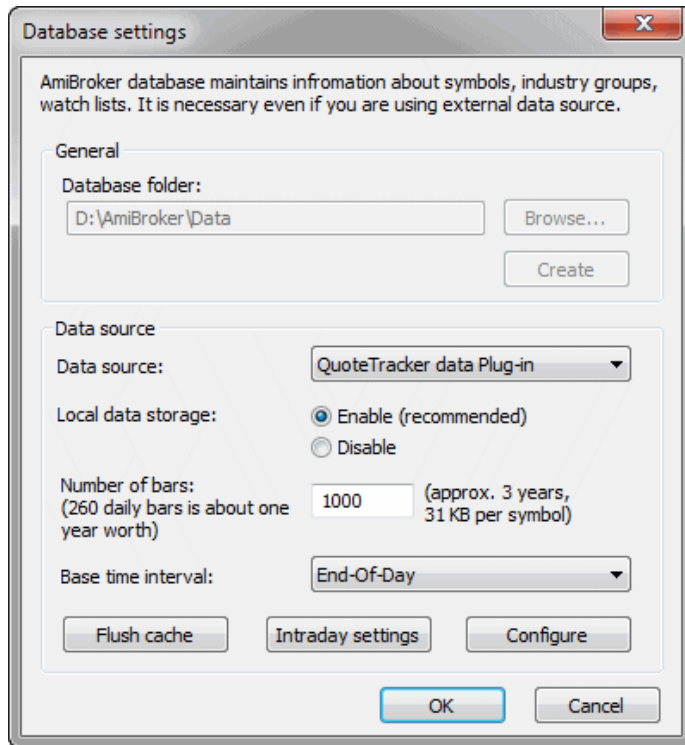 Database settings
AmiBroker database maintains infromation about symbols, industry groups,
watch lists. It is necessary even if you are using external data source.
General
Database folder:
D:\AmiBroker\Data
Browse...
Create
Data source
Data source:
QuoteTracker data Plug-in
Local data storage:
Enable (recommended)
Disable
Number of bars:
(260 daily bars is about one
year worth)
1000
(approx. 3 years,
31 KB per symbol)
Base time interval:
End-Of-Day
Flush cache
Intraday settings
Configure
OK
Cancel